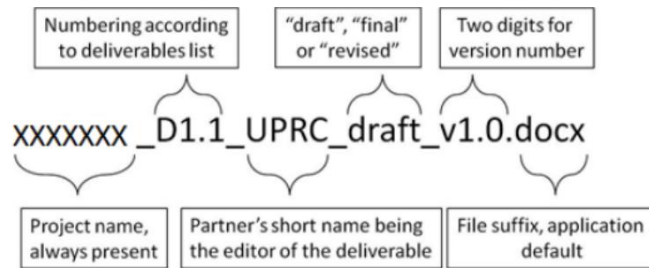 Numbering according
to deliverables list
“draft”, “final”
or “revised”
Two digits for
version number
xxxxxxx_D1.1_UPRC_draft_v1.0.docx
Project name,
always present
Partner’s short name being
the editor of the deliverable
File suffix, application
default